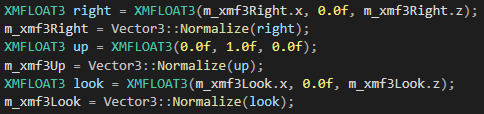 XMFLOAT3 right = XMFLOAT3(m_xmf3Right.x, 0.0f, m_xmf3Right.z);
m_xmf3Right = Vector3::Normalize(right);
XMFLOAT3 up = XMFLOAT3(0.0f, 1.0f, 0.0f);
m_xmf3Up = Vector3::Normalize(up);
XMFLOAT3 look = XMFLOAT3(m_xmf3Look.x, 0.0f, m_xmf3Look.z);
m_xmf3Look = Vector3::Normalize(look);